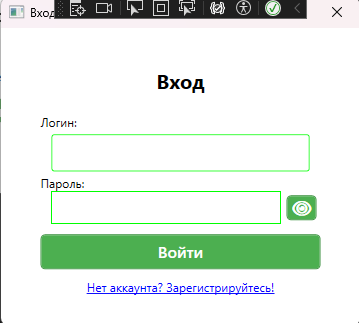 Вход
Вход
Логин:
Пароль:
Войти
Нет аккаунта? Зарегистрируйтесь!